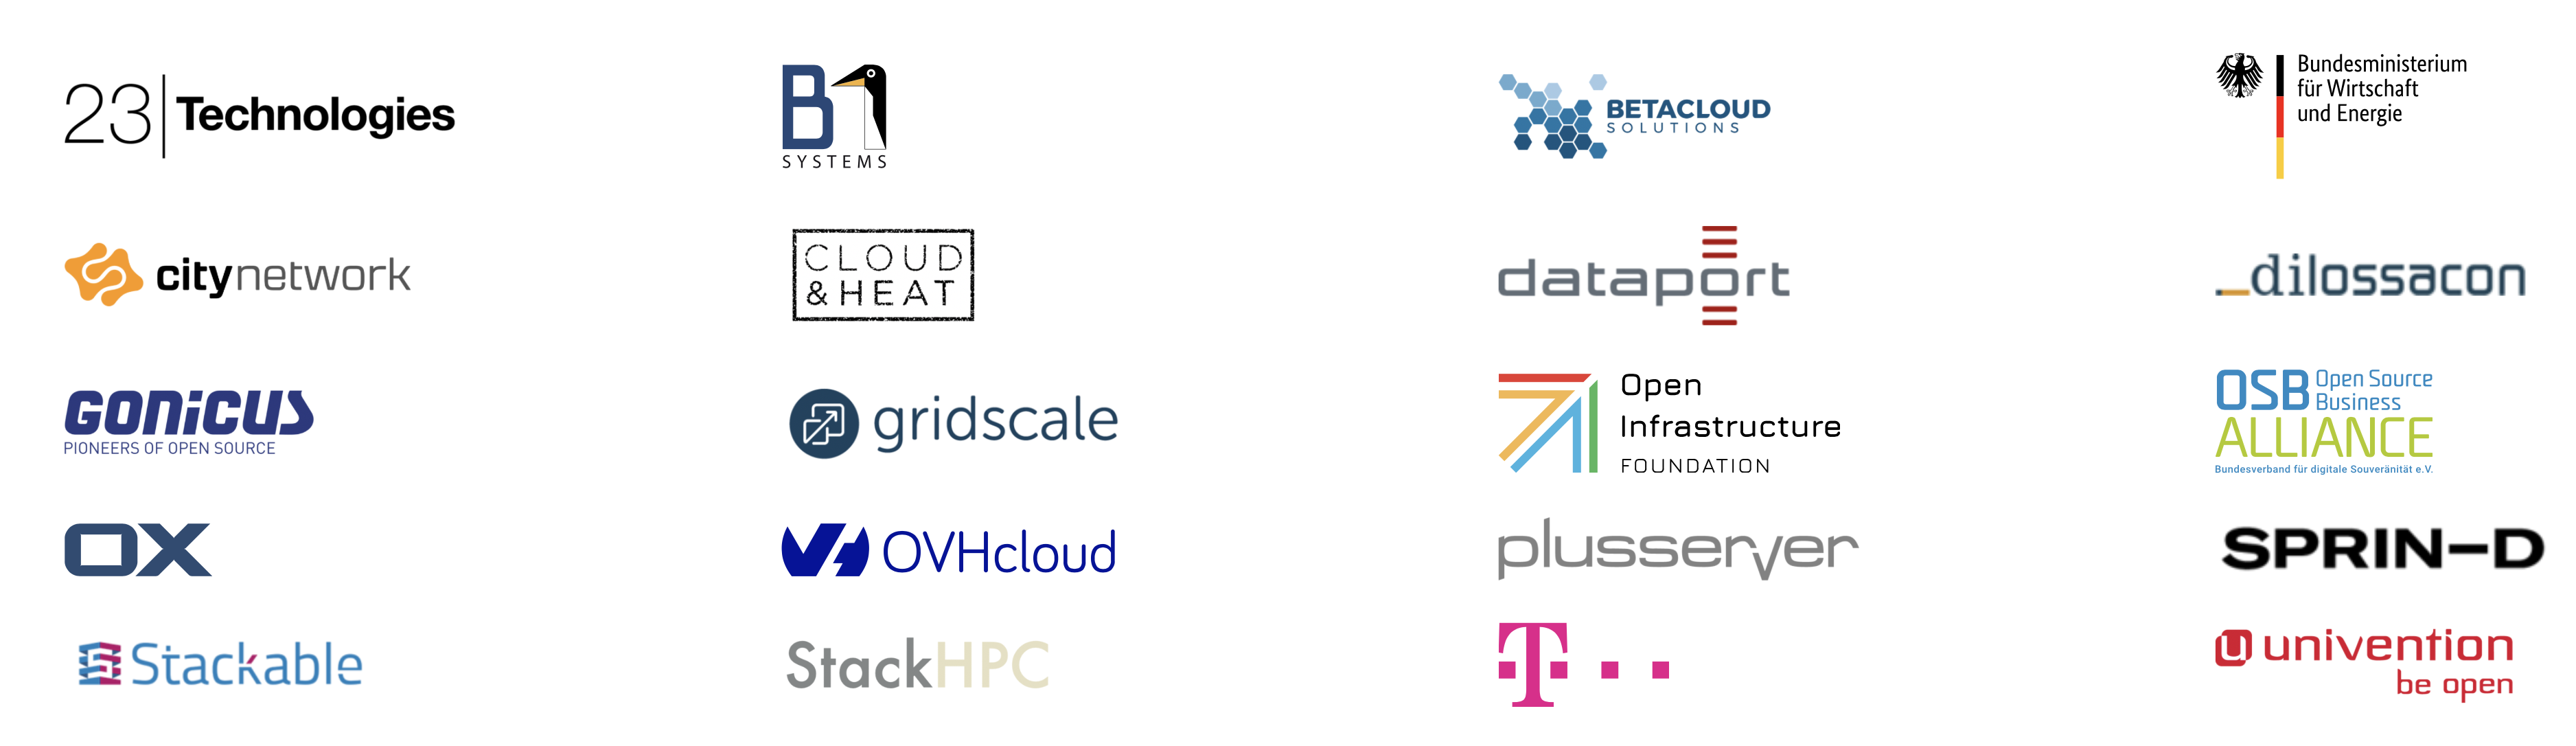 23 Technologies
B1
SYSTEMS
BETACLOUD
SOLUTIONS
Bundesministerium
für Wirtschaft
und Energie
citynetwork
CLOUD
& HEAT
dataport
_dilossacon
GONICUS
PIONEERS OF OPEN SOURCE
gridscale
Open
Infrastructure
FOUNDATION
OSB Open Source
Business
ALLIANCE
Bundesverband für digitale Souveränität e.V.
OX
OVHcloud
plusserver
SPRIN–D
Stackable
StackHPC
T
univention
be open